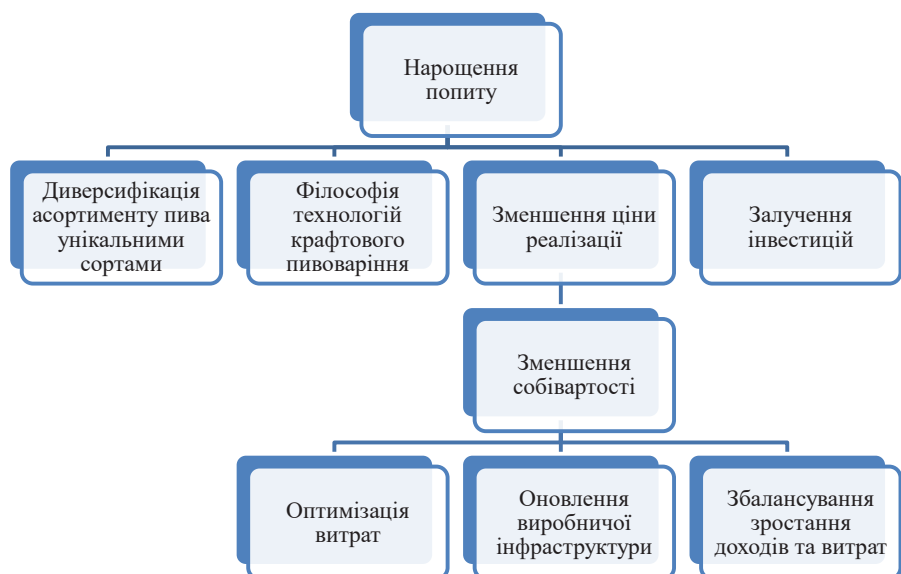 Нарощення
попиту
Диверсифікація
асортименту пива
унікальними
сортами
Філософія
технологій
крафтового
пивоваріння
Зменшення ціни
реалізації
Залучення
інвестицій
Зменшення
собівартості
Оптимізація
витрат
Оновлення
виробничої
інфраструктури
Збалансування
зростання
доходів та витрат